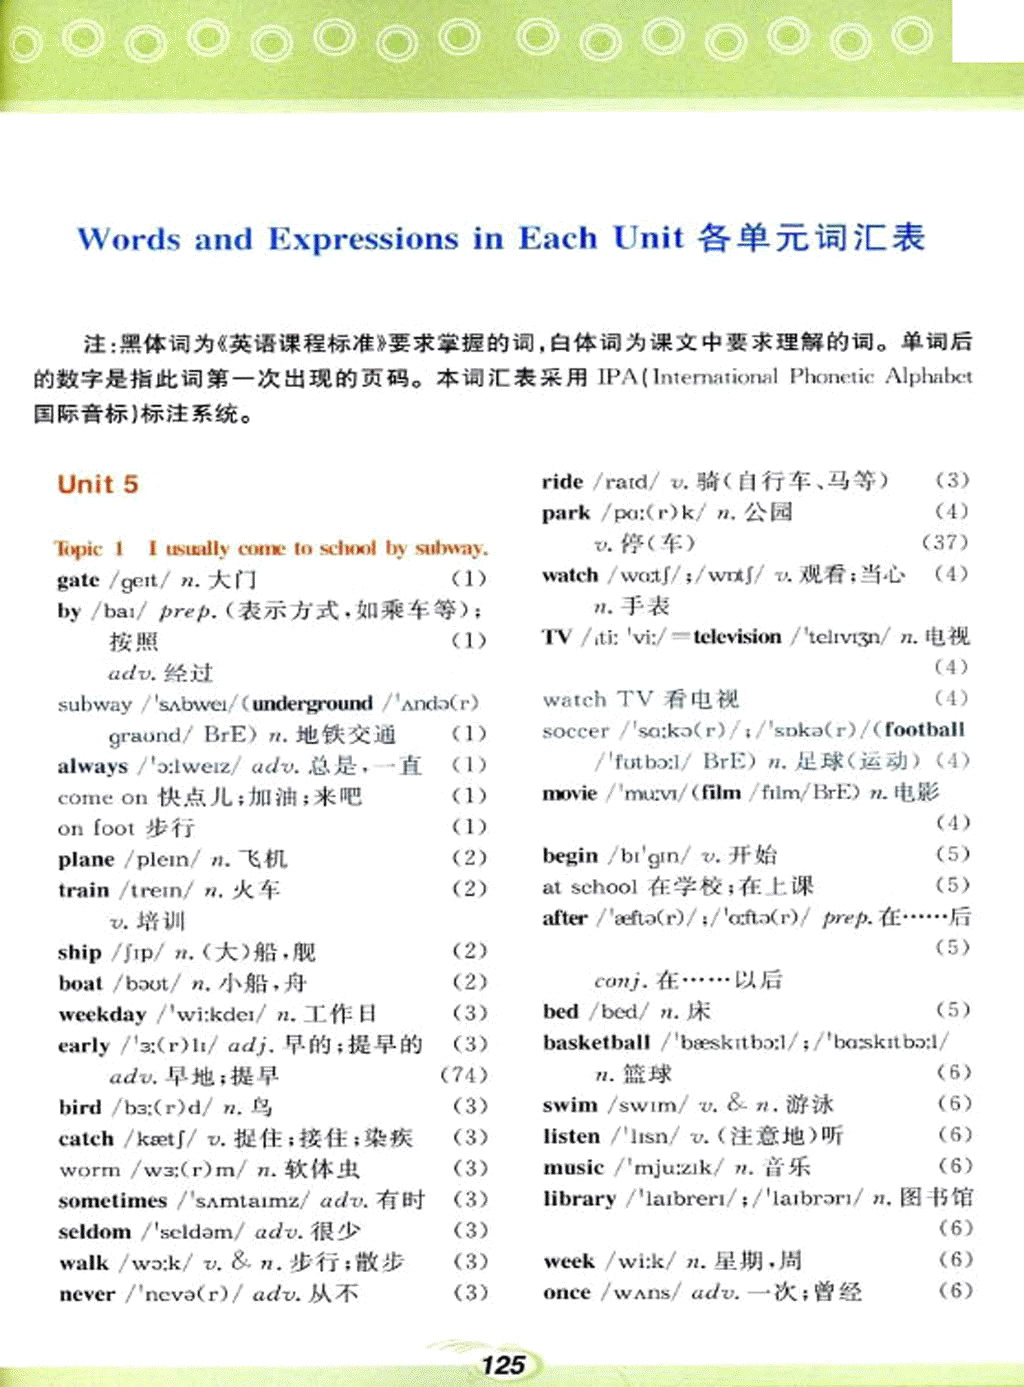 Words and Expressions in Each Unit 各单元词汇表
注:黑体词为《英语课程标准》要求掌握的词,白体词为课文中要求理解的词。单词后
的数字是指此词第一次出现的页码。本词汇表采用 IPA(International Phonetic Alphabet
国际音标)标注系统。
Unit 5
Topic 1 I usually come to school by subway.
gate /geɪt/ n. 大门 (1)
by /baɪ/ prep. (表示方式,如乘车等);
按照 (1)
adv. 经过
subway /ˈsʌbweɪ/(underground /ˈʌndə(r)
graʊnd/ BrE) n. 地铁交通 (1)
always /ˈɔːlweɪz/ adv. 总是,一直 (1)
come on 快点儿;加油;来吧 (1)
on foot 步行 (1)
plane /pleɪn/ n. 飞机 (2)
train /treɪn/ n. 火车 (2)
v. 培训
ship /ʃɪp/ n. (大)船,舰 (2)
boat /bəʊt/ n. 小船,舟 (2)
weekday /ˈwiːkdeɪ/ n. 工作日 (3)
early /ˈɜː(r)lɪ/ adj. 早的;提早的 (3)
adv. 早地;提早 (74)
bird /bɜː(r)d/ n. 鸟 (3)
catch /kætʃ/ v. 捉住;接住;染疾 (3)
worm /wɜː(r)m/ n. 软体虫 (3)
sometimes /ˈsʌmtaɪmz/ adv. 有时 (3)
seldom /ˈseldəm/ adv. 很少 (3)
walk /wɔːk/ v. & n. 步行;散步 (3)
never /ˈnevə(r)/ adv. 从不 (3)
ride /raɪd/ v. 骑(自行车、马等) (3)
park /pɑː(r)k/ n. 公园 (4)
v. 停(车) (37)
watch /wɑːtʃ/;/wɒtʃ/ v. 观看;当心 (4)
n. 手表
TV /ˌtiː ˈviː/=television /ˈtelɪvɪʒn/ n. 电视
(4)
watch TV 看电视 (4)
soccer /ˈsɑːkə(r)/;/ˈsɒkə(r)/(football
/ˈfʊtbɔːl/ BrE) n. 足球(运动) (4)
movie /ˈmuːvɪ/(film /fɪlm/BrE) n. 电影
(4)
begin /bɪˈgɪn/ v. 开始 (5)
at school 在学校;在上课 (5)
after /ˈæftə(r)/;/ˈɑːftə(r)/ prep. 在……后
(5)
conj. 在……以后
bed /bed/ n. 床 (5)
basketball /ˈbæskɪtbɔːl/;/ˈbɑːskɪtbɔːl/
n. 篮球 (6)
swim /swɪm/ v. & n. 游泳 (6)
listen /ˈlɪsn/ v. (注意地)听 (6)
music /ˈmjuːzɪk/ n. 音乐 (6)
library /ˈlaɪbrerɪ/;/ˈlaɪbrərɪ/ n. 图书馆
(6)
week /wiːk/ n. 星期,周 (6)
once /wʌns/ adv. 一次;曾经 (6)
125